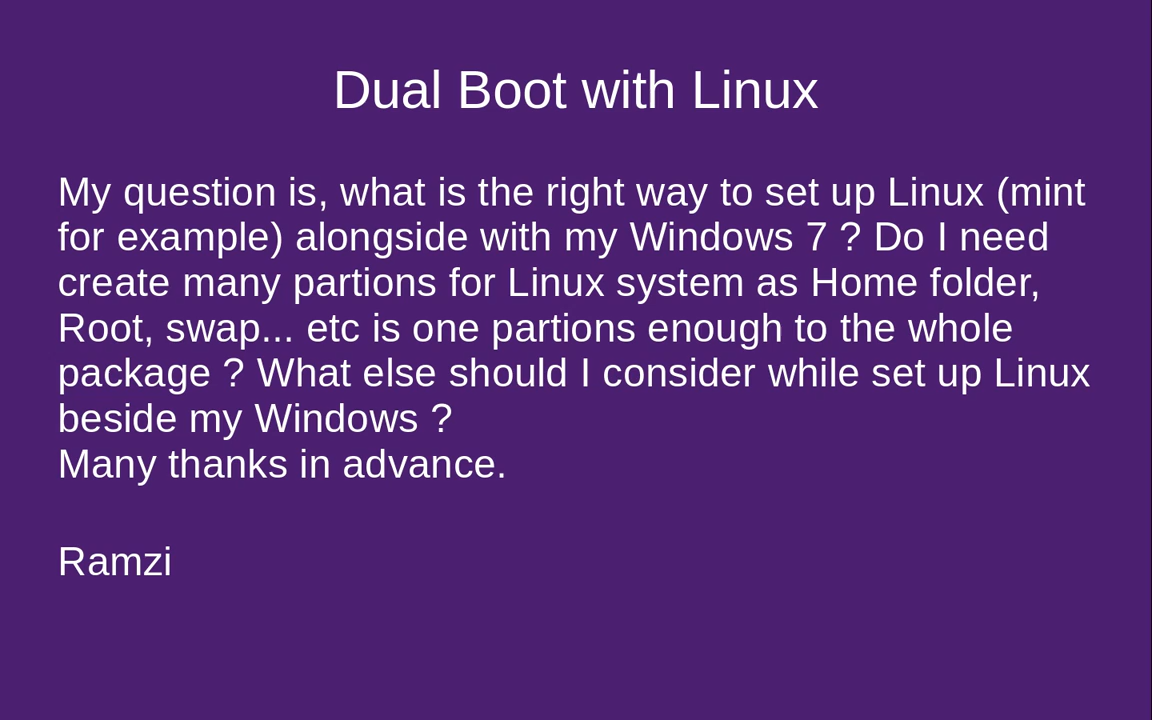 Dual Boot with Linux
My question is, what is the right way to set up Linux (mint
for example) alongside with my Windows 7 ? Do I need
create many partions for Linux system as Home folder,
Root, swap... etc is one partions enough to the whole
package ? What else should I consider while set up Linux
beside my Windows ?
Many thanks in advance.
Ramzi